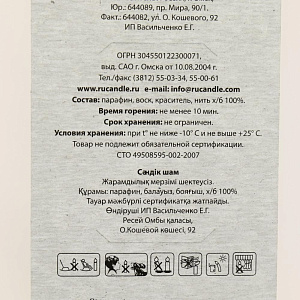 Юр.: 644089, пр. Мира, 90/1.
Факт.: 644082, ул. О. Кошевого, 92
ИП Васильченко Е.Г.
ОГРН 304550122300071,
выд. САО г. Омска от 10.08.2004 г.
Тел./факс (3812) 55-03-34, 55-00-61
www.rucandle.ru e-mail: info@rucandle.com
Состав: парафин, воск, краситель, нить х/б 100%.
Время горения: не менее 10 мин.
Срок хранения: не ограничен.
Условия хранения: при t° не ниже -10° С и не выше +25° С.
Товар не подлежит обязательной сертификации.
СТО 49508595-002-2007
Сәндік шам
Жарамдылық мерзімі шектеусіз.
Құрамы: парафин, балауыз, бояғыш, х/б 100%.
Тауар мәжбүрлі сертификатқа жатпайды.
Өндіруші ИП Васильченко Е.Г.
Ресей Омбы қаласы,
О.Кошевой көшесі, 92